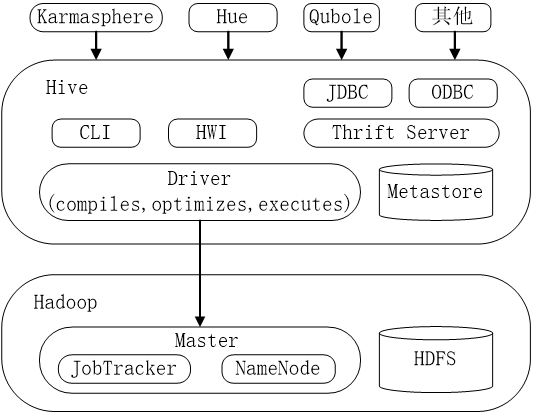 Karmasphere
Hue
Qubole
其他
Hive
JDBC
ODBC
CLI
HWI
Thrift Server
Driver
(compiles,optimizes,executes)
Metastore
Hadoop
Master
JobTracker
NameNode
HDFS